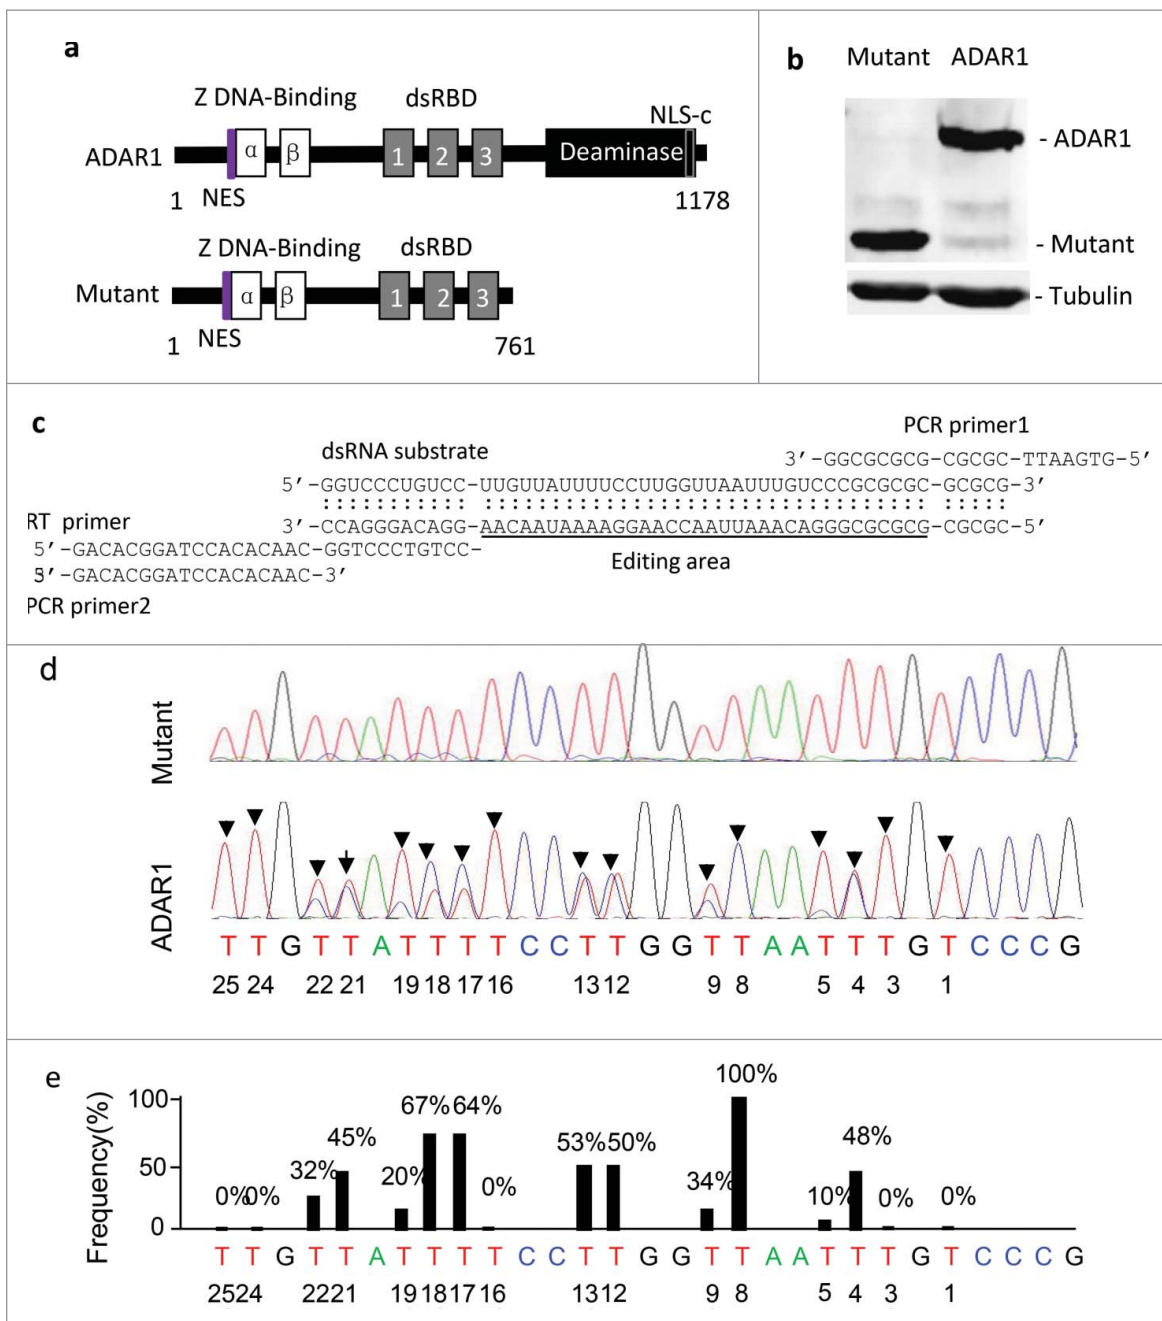 a
Z DNA-Binding dsRBD
NLS-c
ADAR1 α β 1 2 3 Deaminase
1 NES 1178
Z DNA-Binding dsRBD
Mutant α β 1 2 3
NES
1 761
b
Mutant ADAR1
- ADAR1
- Mutant
- Tubulin
c
PCR primer1
dsRNA substrate
3′-GGCGCGCG-CGCGC-TTAAGTG-5′
5′-GGUCCCUGUCC-UUGUUAUUUUCCUUGGUUAAUUUGUCCCGCGCGC-GCGCG-3′
3′-CCAGGGACAGG-AACAAUAAAAGGAACCAAUUAAACAGGGCGCGCG-CGCGC-5′
RT primer
5′-GACACGGATCCACACAAC-GGTCCCTGTCC-
Editing area
3′-GACACGGATCCACACAAC-3′
PCR primer2
d
Mutant
ADAR1
T T G T T A T T T T C C T T G G T T A A T T T G T C C C G
25 24 22 21 19 18 17 16 13 12 9 8 5 4 3 1
e
Frequency(%)
100
50
0
0% 0% 32% 45% 20% 67% 64% 0% 53% 50% 34% 100% 10% 48% 0% 0%
T T G T T A T T T T C C T T G G T T A A T T T G T C C C G
25 24 22 21 19 18 17 16 13 12 9 8 5 4 3 1